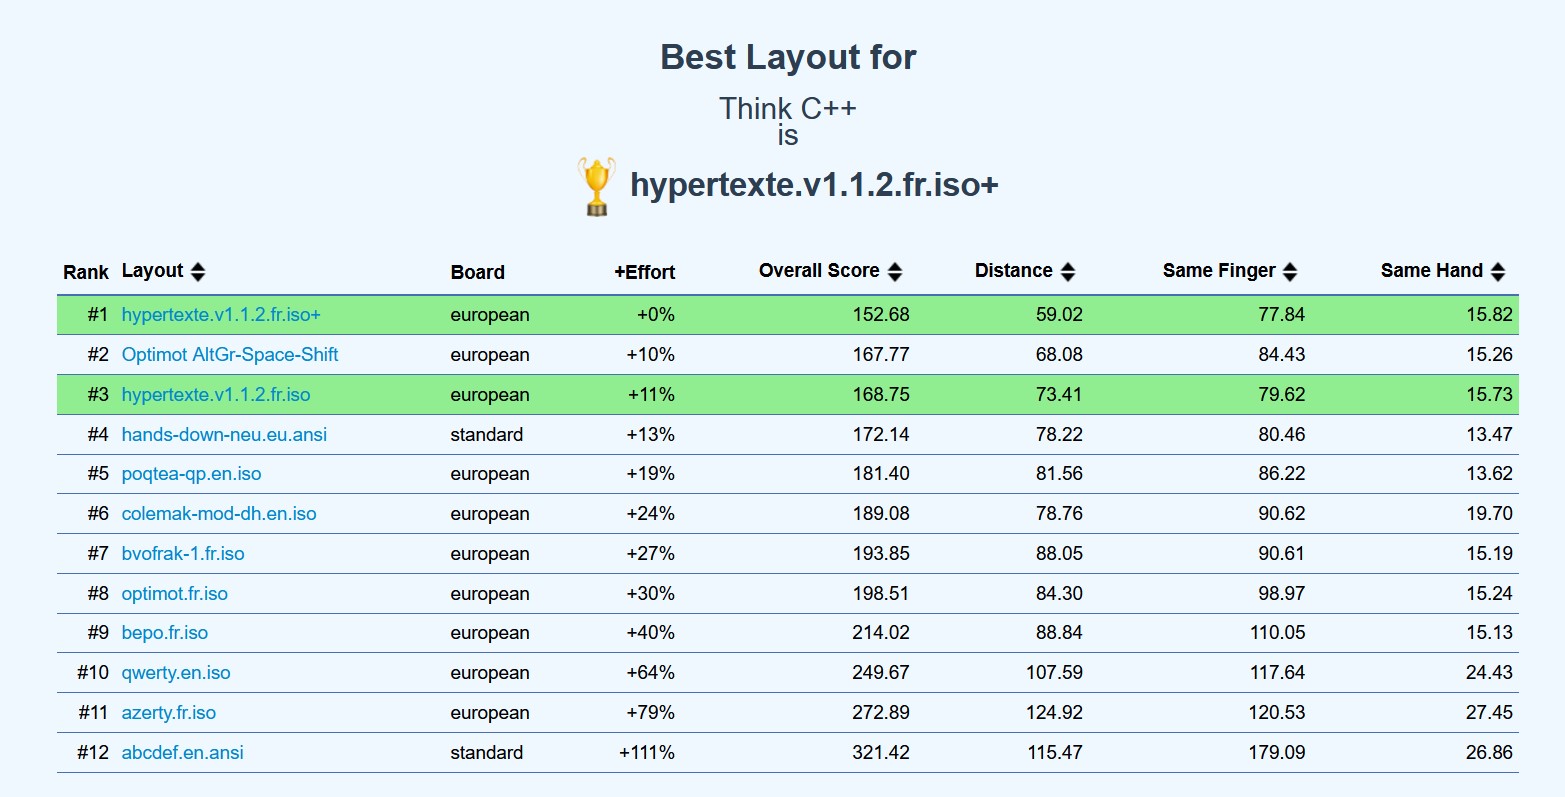 Best Layout for
Think C++
is
hypertexte.v1.1.2.fr.iso+
Rank Layout Board +Effort Overall Score Distance Same Finger Same Hand
#1 hypertexte.v1.1.2.fr.iso+ european +0% 152.68 59.02 77.84 15.82
#2 Optimot AltGr-Space-Shift european +10% 167.77 68.08 84.43 15.26
#3 hypertexte.v1.1.2.fr.iso european +11% 168.75 73.41 79.62 15.73
#4 hands-down-neu.eu.ansi standard +13% 172.14 78.22 80.46 13.47
#5 poqtea-qp.en.iso european +19% 181.40 81.56 86.22 13.62
#6 colemak-mod-dh.en.iso european +24% 189.08 78.76 90.62 19.70
#7 bvofrak-1.fr.iso european +27% 193.85 88.05 90.61 15.19
#8 optimot.fr.iso european +30% 198.51 84.30 98.97 15.24
#9 bepo.fr.iso european +40% 214.02 88.84 110.05 15.13
#10 qwerty.en.iso european +64% 249.67 107.59 117.64 24.43
#11 azerty.fr.iso european +79% 272.89 124.92 120.53 27.45
#12 abcdef.en.ansi standard +111% 321.42 115.47 179.09 26.86